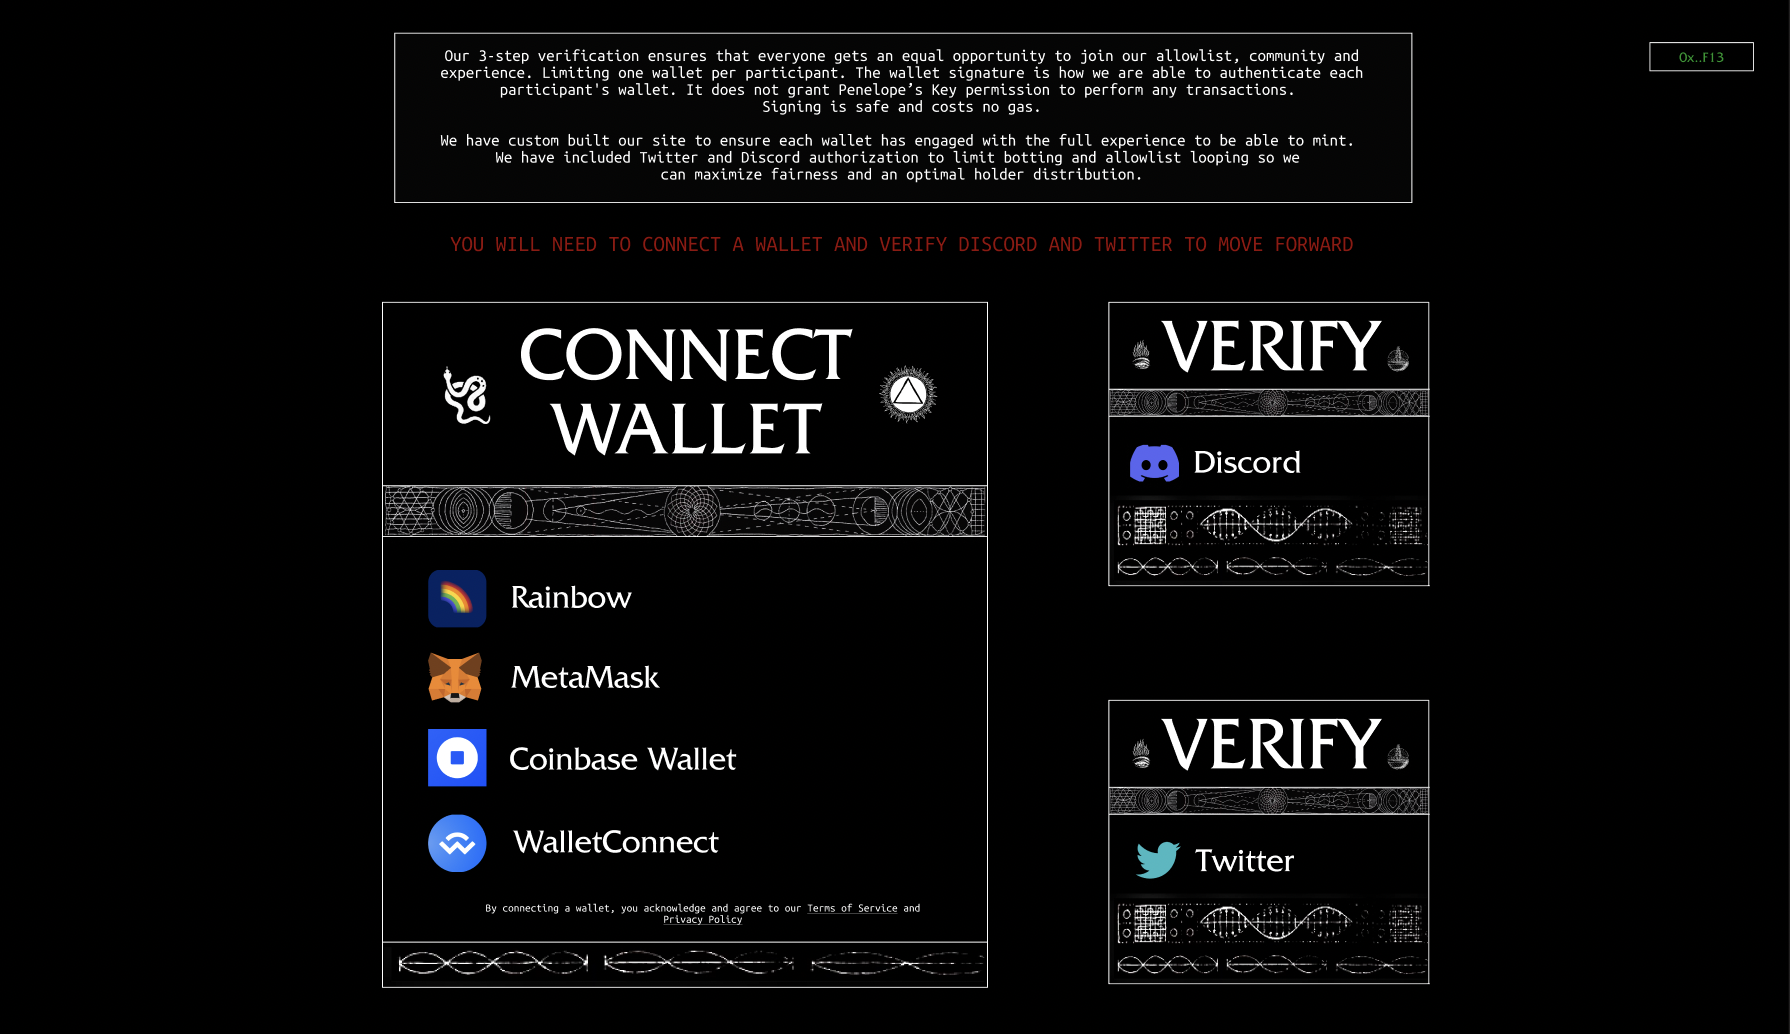 Our 3-step verification ensures that everyone gets an equal opportunity to join our allowlist, community and
experience. Limiting one wallet per participant. The wallet signature is how we are able to authenticate each
participant's wallet. It does not grant Penelope’s Key permission to perform any transactions.
Signing is safe and costs no gas.
We have custom built our site to ensure each wallet has engaged with the full experience to be able to mint.
We have included Twitter and Discord authorization to limit botting and allowlist looping so we
can maximize fairness and an optimal holder distribution.
0x..F13
YOU WILL NEED TO CONNECT A WALLET AND VERIFY DISCORD AND TWITTER TO MOVE FORWARD
CONNECT
WALLET
Rainbow
MetaMask
Coinbase Wallet
WalletConnect
By connecting a wallet, you acknowledge and agree to our Terms of Service and
Privacy Policy
VERIFY
Discord
VERIFY
Twitter